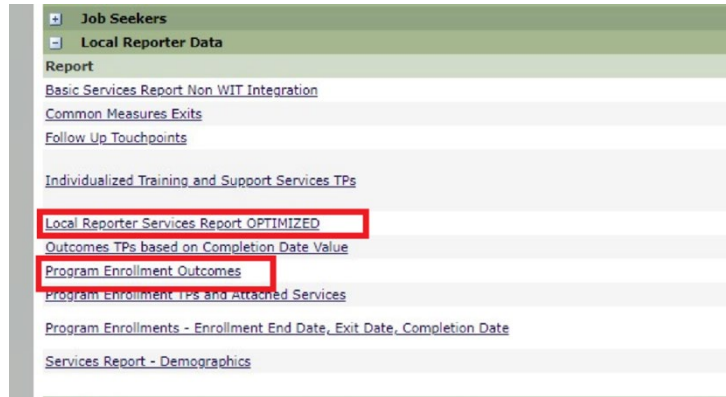 Job Seekers
Local Reporter Data
Report
Basic Services Report Non WIT Integration
Common Measures Exits
Follow Up Touchpoints
Individualized Training and Support Services TPs
Local Reporter Services Report OPTIMIZED
Outcomes TPs based on Completion Date Value
Program Enrollment Outcomes
Program Enrollment TPs and Attached Services
Program Enrollments - Enrollment End Date, Exit Date, Completion Date
Services Report - Demographics